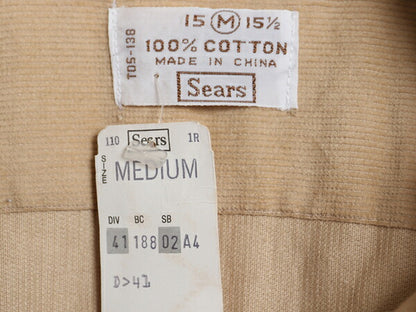 15 M 15½
100% COTTON
MADE IN CHINA
Sears
TOS-138
110 Sears 1R
SIZE
MEDIUM
DIV BC SB
41 188 02 A4
D>41